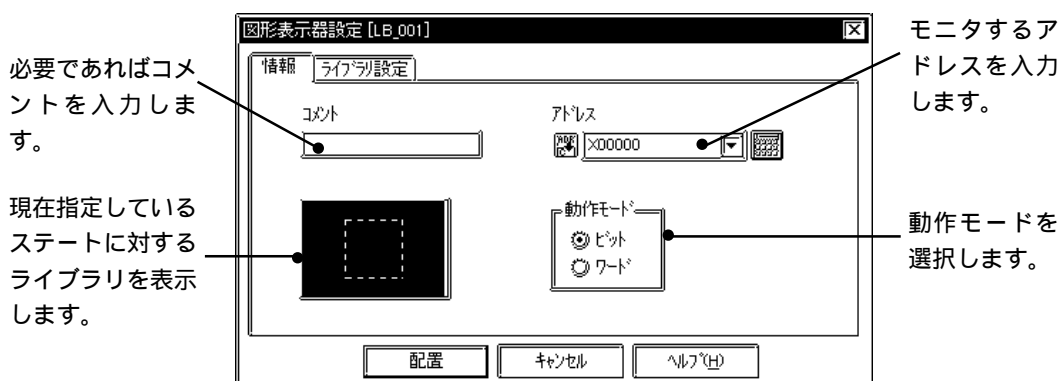 図形表示器設定 [LB_001]
情報
ライブラリ設定
必要であればコメ
ントを入力しま
す。
コメント
アドレス
X00000
モニタするア
ドレスを入力
します。
現在指定している
ステートに対する
ライブラリを表示
します。
動作モード
ビット
ワード
動作モードを
選択します。
配置
キャンセル
ヘルプ(H)